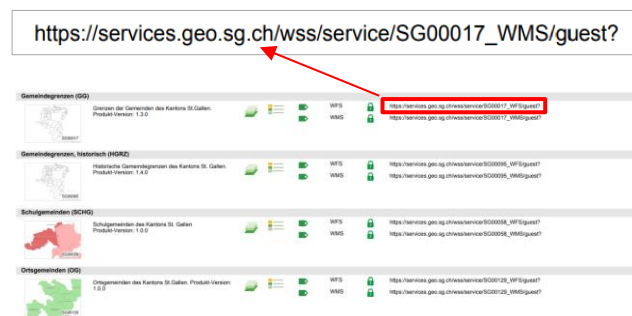 https://services.geo.sg.ch/wss/service/SG00017_WMS/guest?
Gemeindegrenzen (GG)
Grenzen der Gemeinden des Kantons St.Gallen.
Produkt-Version: 1.3.0
WFS
https://services.geo.sg.ch/wss/service/SG00017_WFS/guest?
WMS
https://services.geo.sg.ch/wss/service/SG00017_WMS/guest?
SG00017
Gemeindegrenzen, historisch (HGRZ)
Historische Gemeindegrenzen des Kantons St. Gallen.
Produkt-Version: 1.4.0
WFS
https://services.geo.sg.ch/wss/service/SG00095_WFS/guest?
WMS
https://services.geo.sg.ch/wss/service/SG00095_WMS/guest?
SG00095
Schulgemeinden (SCHG)
Schulgemeinden des Kantons St. Gallen
Produkt-Version: 1.0.0
WFS
https://services.geo.sg.ch/wss/service/SG00058_WFS/guest?
WMS
https://services.geo.sg.ch/wss/service/SG00058_WMS/guest?
SG00058
Ortsgemeinden (OG)
Ortsgemeinden des Kantons St.Gallen. Produkt-Version:
1.0.0
WFS
https://services.geo.sg.ch/wss/service/SG00129_WFS/guest?
WMS
https://services.geo.sg.ch/wss/service/SG00129_WMS/guest?
SG00129